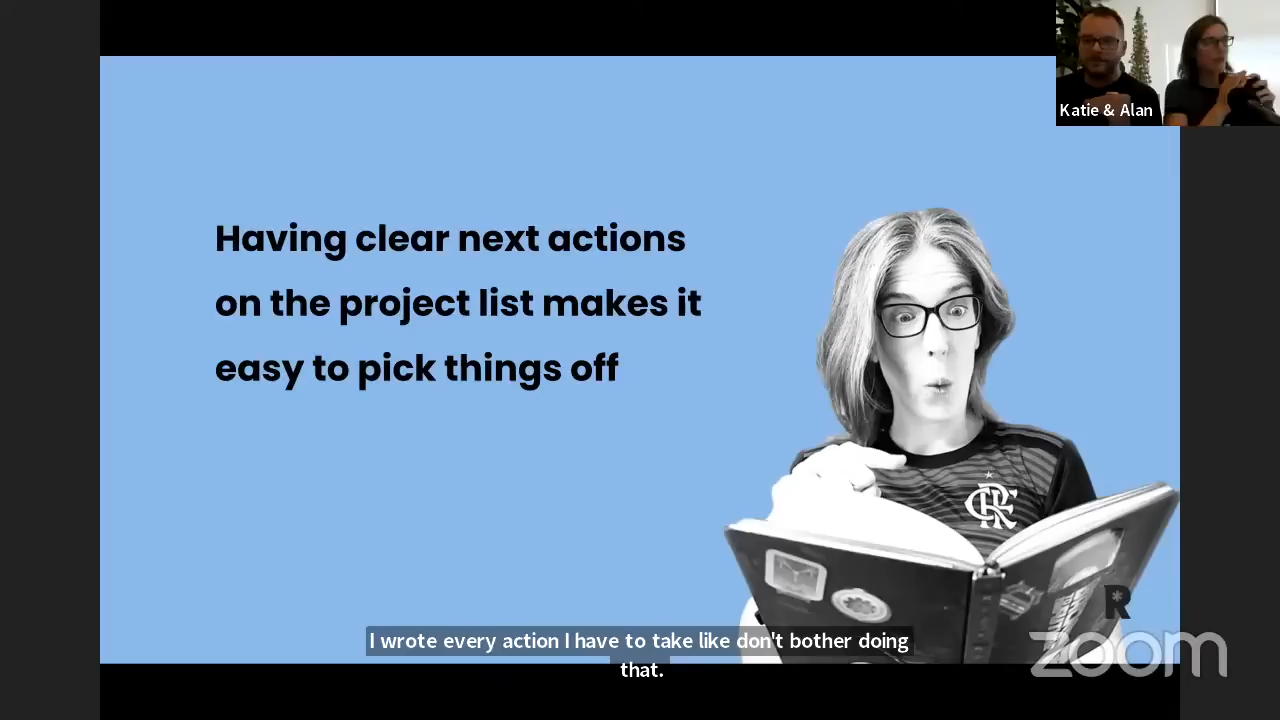 Katie & Alan
Having clear next actions
on the project list makes it
easy to pick things off
R
zoom
I wrote every action I have to take like don't bother doing
that.